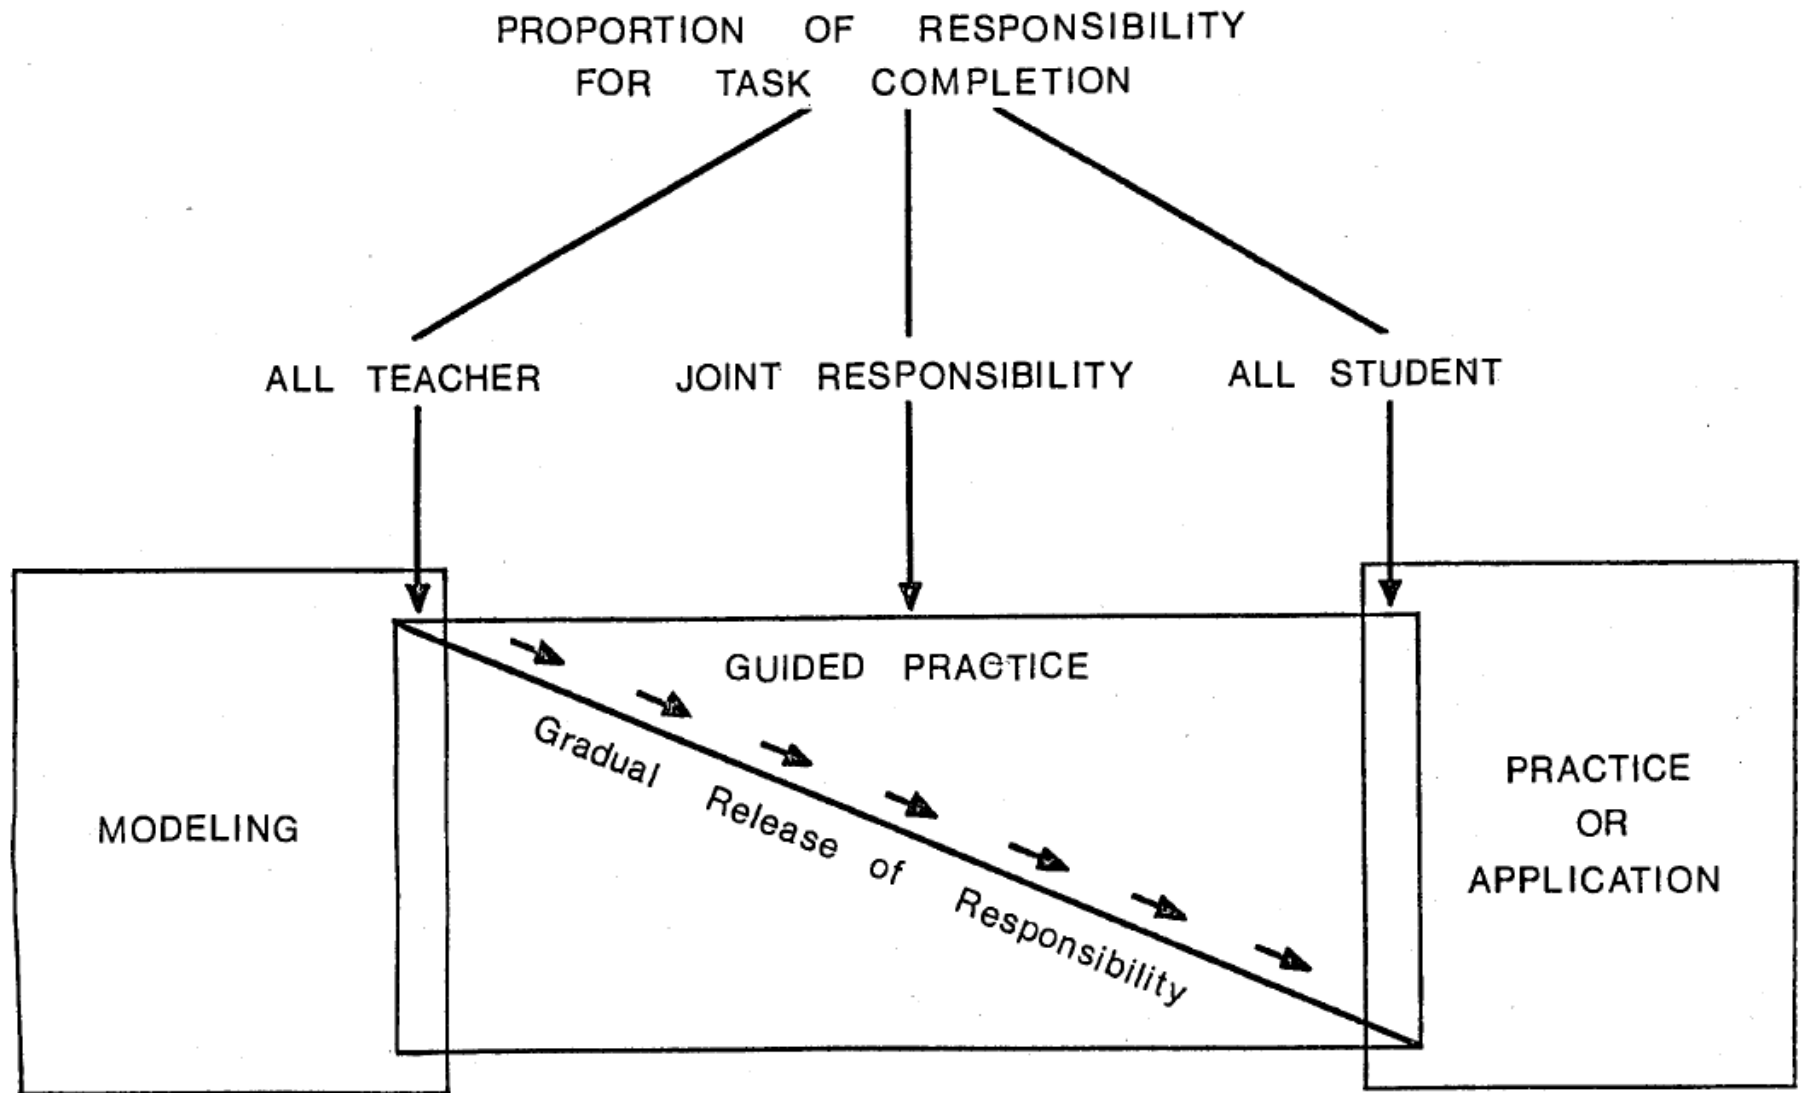 PROPORTION OF RESPONSIBILITY
FOR TASK COMPLETION
ALL TEACHER
JOINT RESPONSIBILITY
ALL STUDENT
GUIDED PRACTICE
Gradual Release of Responsibility
MODELING
PRACTICE
OR
APPLICATION